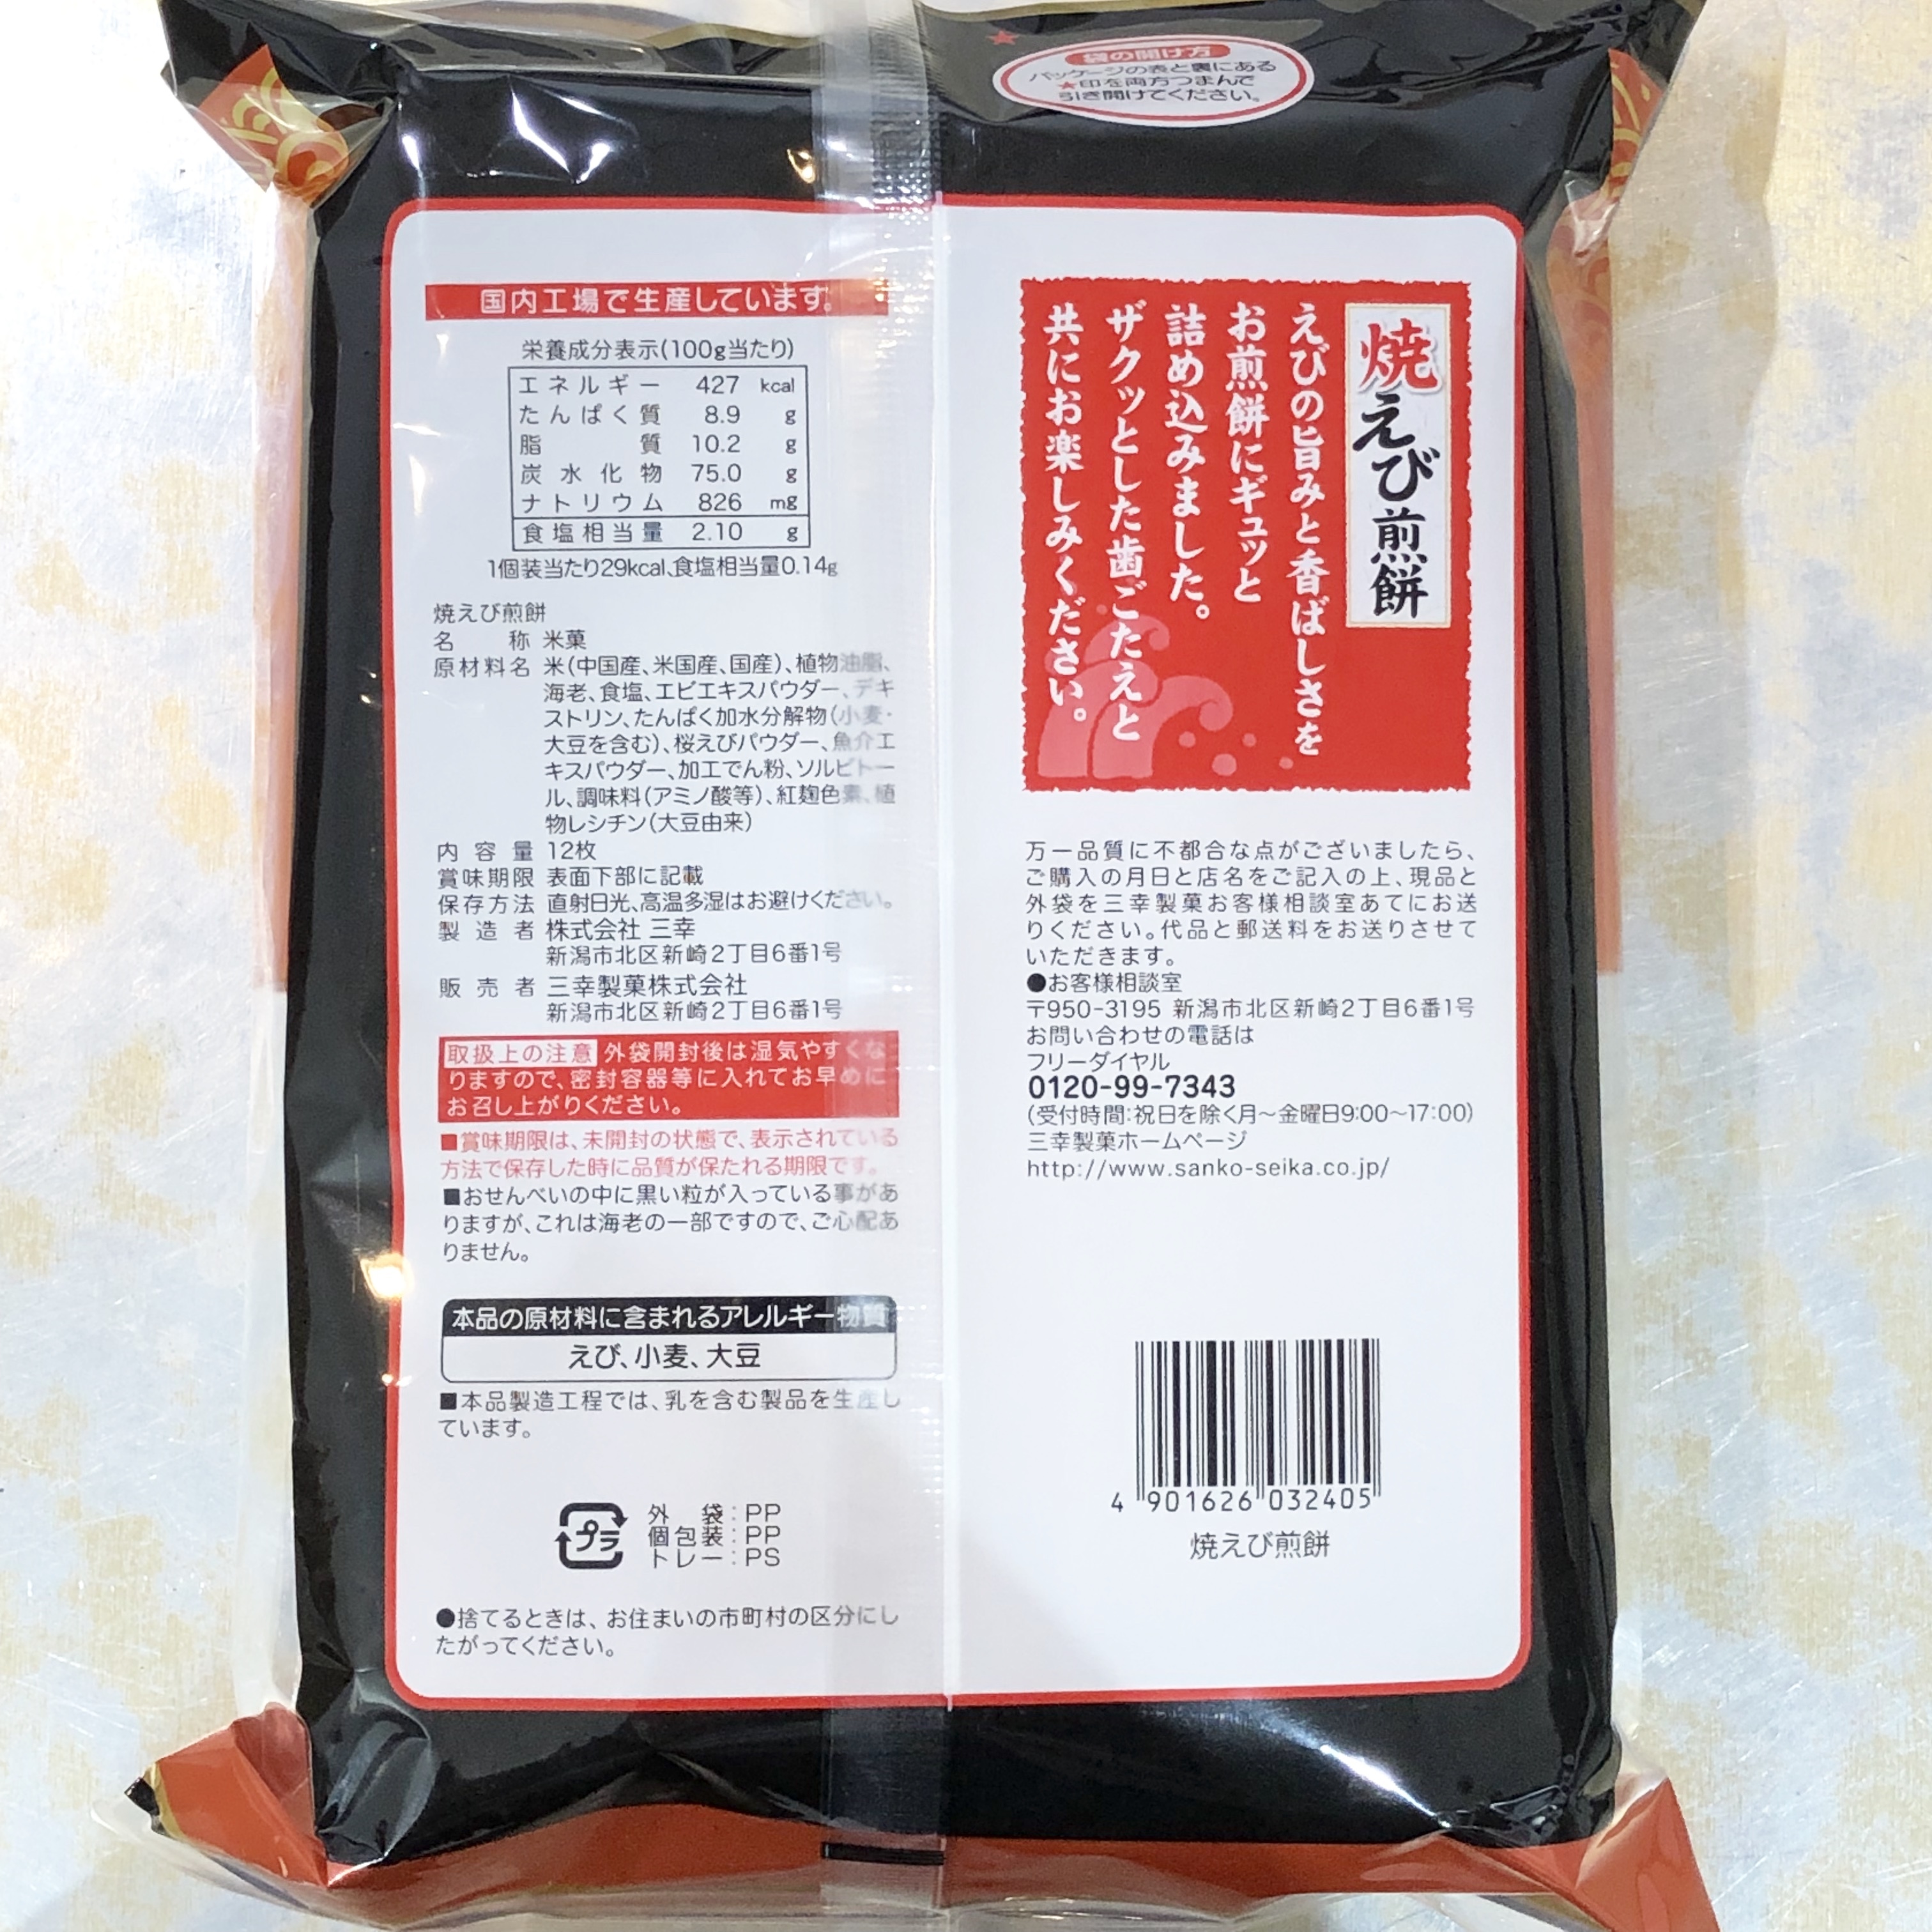 袋の開け方
パッケージの表と裏にある
★印を両方つまんで
引き開けてください。
国内工場で生産しています。
栄養成分表示(100g当たり)
エネルギー 427 kcal
たんぱく質 8.9 g
脂質 10.2 g
炭水化物 75.0 g
ナトリウム 826 mg
食塩相当量 2.10 g
1個装当たり29kcal、食塩相当量0.14g
焼えび煎餅
名称 米菓
原材料名 米(中国産、米国産、国産)、植物油脂、
海老、食塩、エビエキスパウダー、デキ
ストリン、たんぱく加水分解物(小麦・
大豆を含む)、桜えびパウダー、魚介エ
キスパウダー、加工でん粉、ソルビトー
ル、調味料(アミノ酸等)、紅麹色素、植
物レシチン(大豆由来)
内容量 12枚
賞味期限 表面下部に記載
保存方法 直射日光、高温多湿はお避けください。
製造者 株式会社 三幸
新潟市北区新崎2丁目6番1号
販売者 三幸製菓株式会社
新潟市北区新崎2丁目6番1号
取扱上の注意 外袋開封後は湿気やすくな
りますので、密封容器等に入れてお早めに
お召し上がりください。
■賞味期限は、未開封の状態で、表示されている
方法で保存した時に品質が保たれる期限です。
■おせんべいの中に黒い粒が入っている事があ
りますが、これは海老の一部ですので、ご心配あ
りません。
本品の原材料に含まれるアレルギー物質
えび、小麦、大豆
■本品製造工程では、乳を含む製品を生産し
ています。
プラ
外袋:PP
個包装:PP
トレー:PS
●捨てるときは、お住まいの市町村の区分にし
たがってください。
焼えび煎餅
えびの旨みと香ばしさを
お煎餅にギュッと
詰め込みました。
ザクッとした歯ごたえと
共にお楽しみください。
万一品質に不都合な点がございましたら、
ご購入の月日と店名をご記入の上、現品と
外袋を三幸製菓お客様相談室あてにお送
りください。代品と郵送料をお送りさせて
いただきます。
●お客様相談室
〒950-3195 新潟市北区新崎2丁目6番1号
お問い合わせの電話は
フリーダイヤル
0120-99-7343
(受付時間:祝日を除く月〜金曜日9:00〜17:00)
三幸製菓ホームページ
http://www.sanko-seika.co.jp/
4 901626 032405
焼えび煎餅